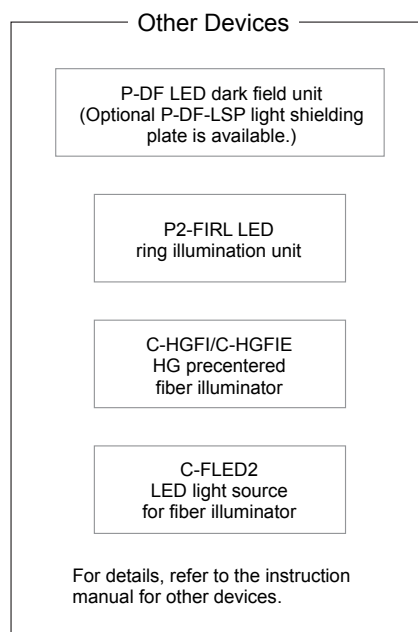 Other Devices
P-DF LED dark field unit
(Optional P-DF-LSP light shielding
plate is available.)
P2-FIRL LED
ring illumination unit
C-HGFI/C-HGFIE
HG precentered
fiber illuminator
C-FLED2
LED light source
for fiber illuminator
For details, refer to the instruction
manual for other devices.